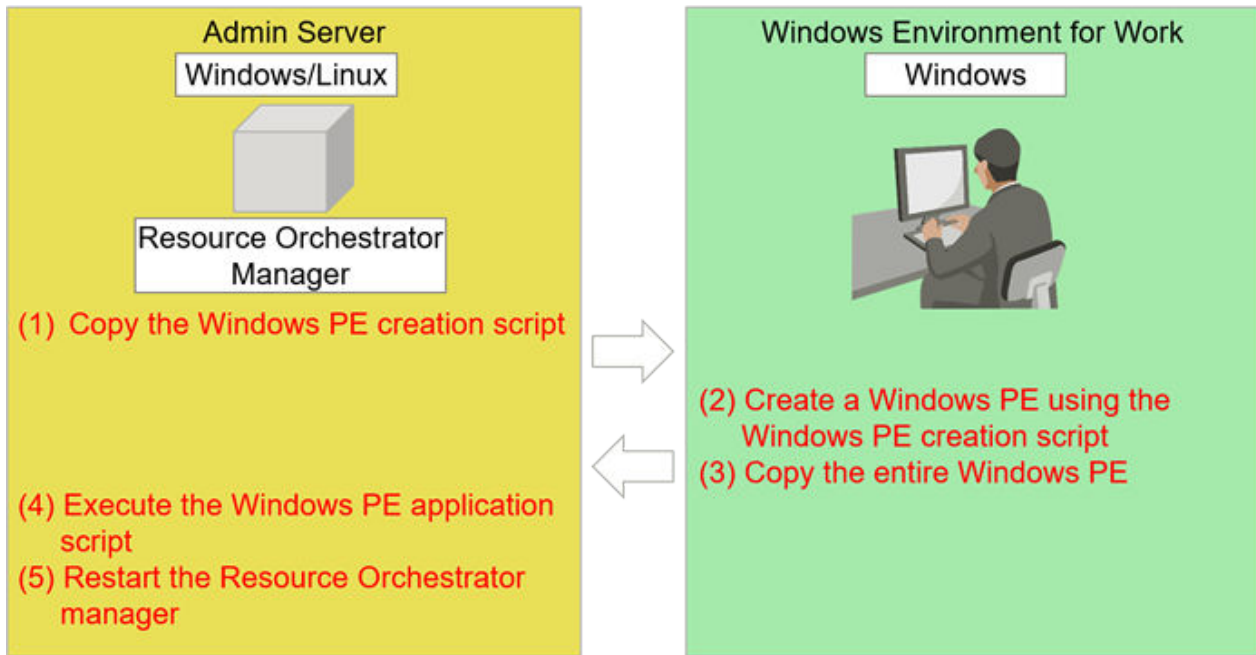 Admin Server
Windows/Linux
Resource Orchestrator
Manager
(1) Copy the Windows PE creation script
Windows Environment for Work
Windows
(2) Create a Windows PE using the
Windows PE creation script
(3) Copy the entire Windows PE
(4) Execute the Windows PE application
script
(5) Restart the Resource Orchestrator
manager